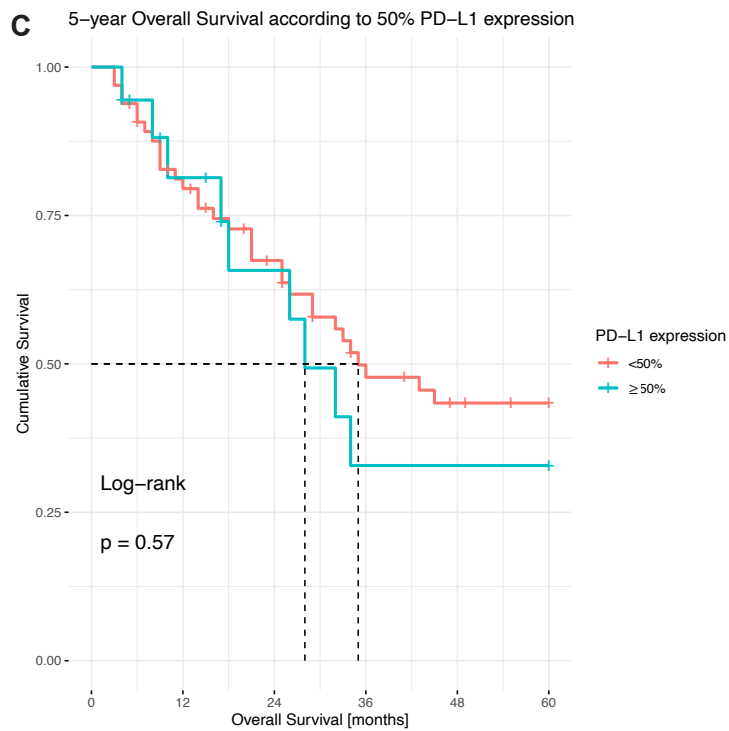 C
5−year Overall Survival according to 50% PD−L1 expression
1.00
0.75
0.50
0.25
0.00
Cumulative Survival
Log−rank
p = 0.57
0 12 24 36 48 60
Overall Survival [months]
PD−L1 expression
<50%
≥50%